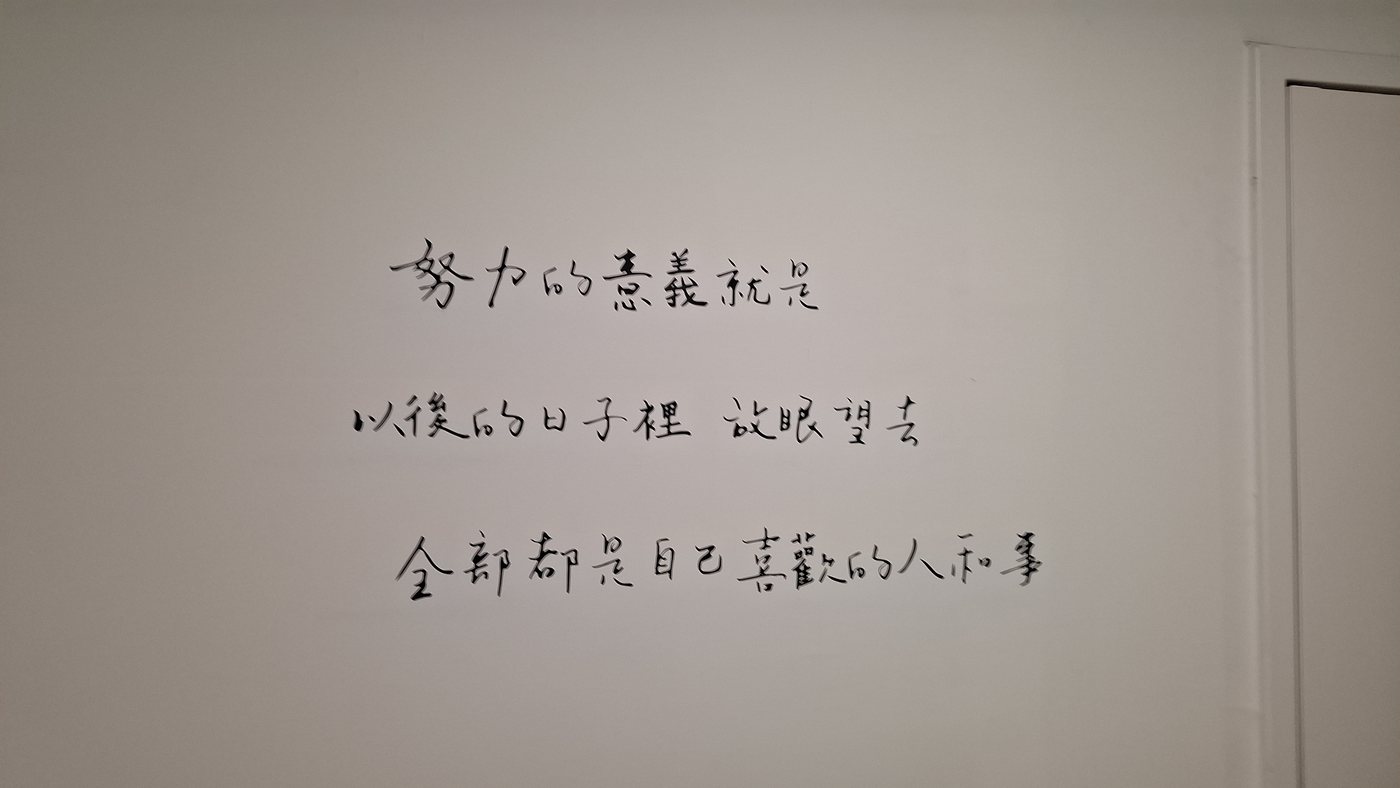 努力的意義就是
以後的日子裡 放眼望去
全部都是自己喜歡的人和事